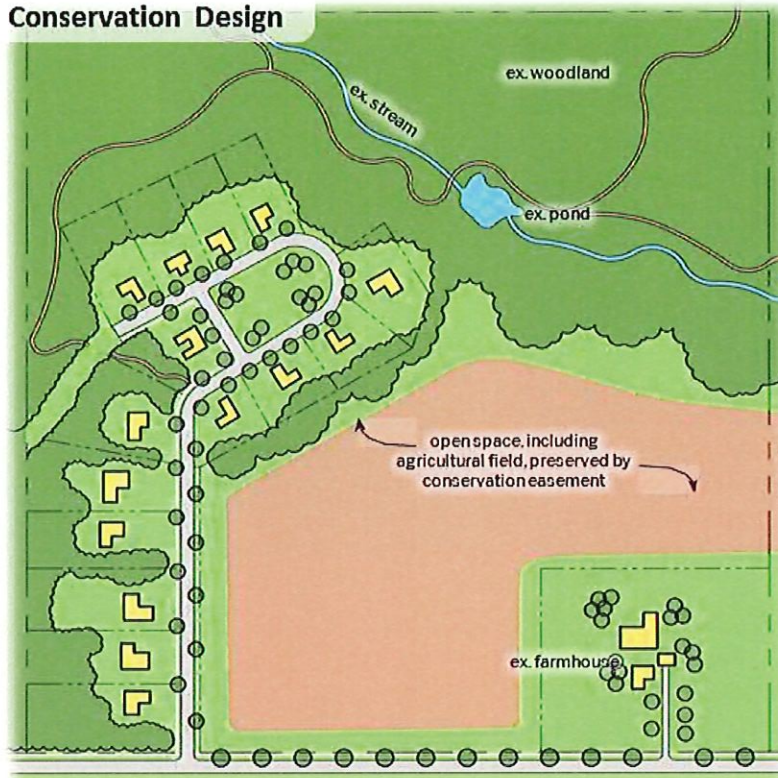 Conservation Design
ex. woodland
ex. stream
ex. pond
open space, including
agricultural field, preserved by
conservation easement
ex. farmhouse